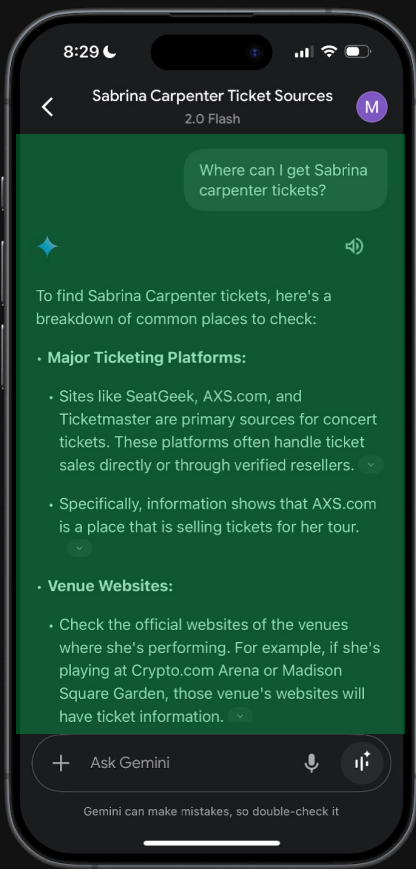 8:29
Sabrina Carpenter Ticket Sources
M
2.0 Flash
Where can I get Sabrina
carpenter tickets?
To find Sabrina Carpenter tickets, here's a
breakdown of common places to check:
• Major Ticketing Platforms:
• Sites like SeatGeek, AXS.com, and
Ticketmaster are primary sources for concert
tickets. These platforms often handle ticket
sales directly or through verified resellers.
• Specifically, information shows that AXS.com
is a place that is selling tickets for her tour.
• Venue Websites:
• Check the official websites of the venues
where she's performing. For example, if she's
playing at Crypto.com Arena or Madison
Square Garden, those venue's websites will
have ticket information.
Ask Gemini
Gemini can make mistakes, so double-check it